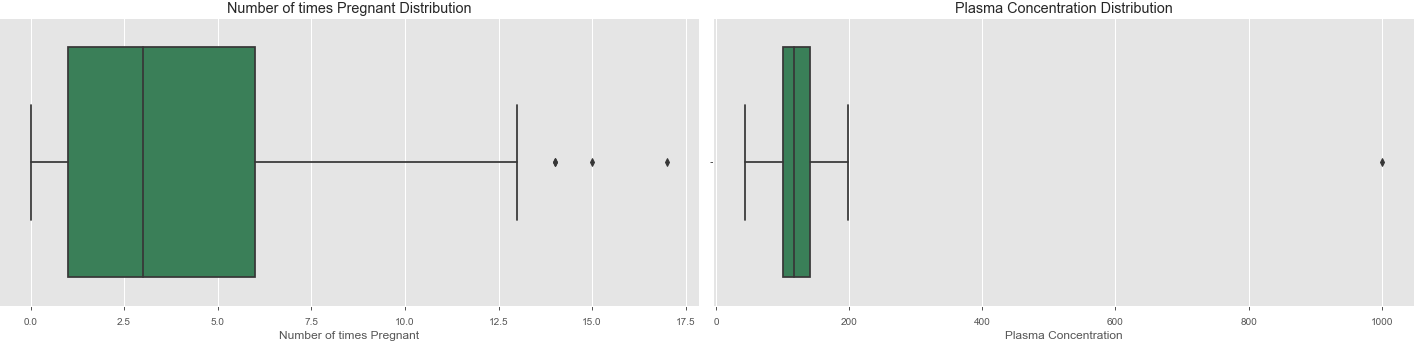 Number of times Pregnant Distribution
Plasma Concentration Distribution
0.0 2.5 5.0 7.5 10.0 12.5 15.0 17.5
Number of times Pregnant
0 200 400 600 800 1000
Plasma Concentration